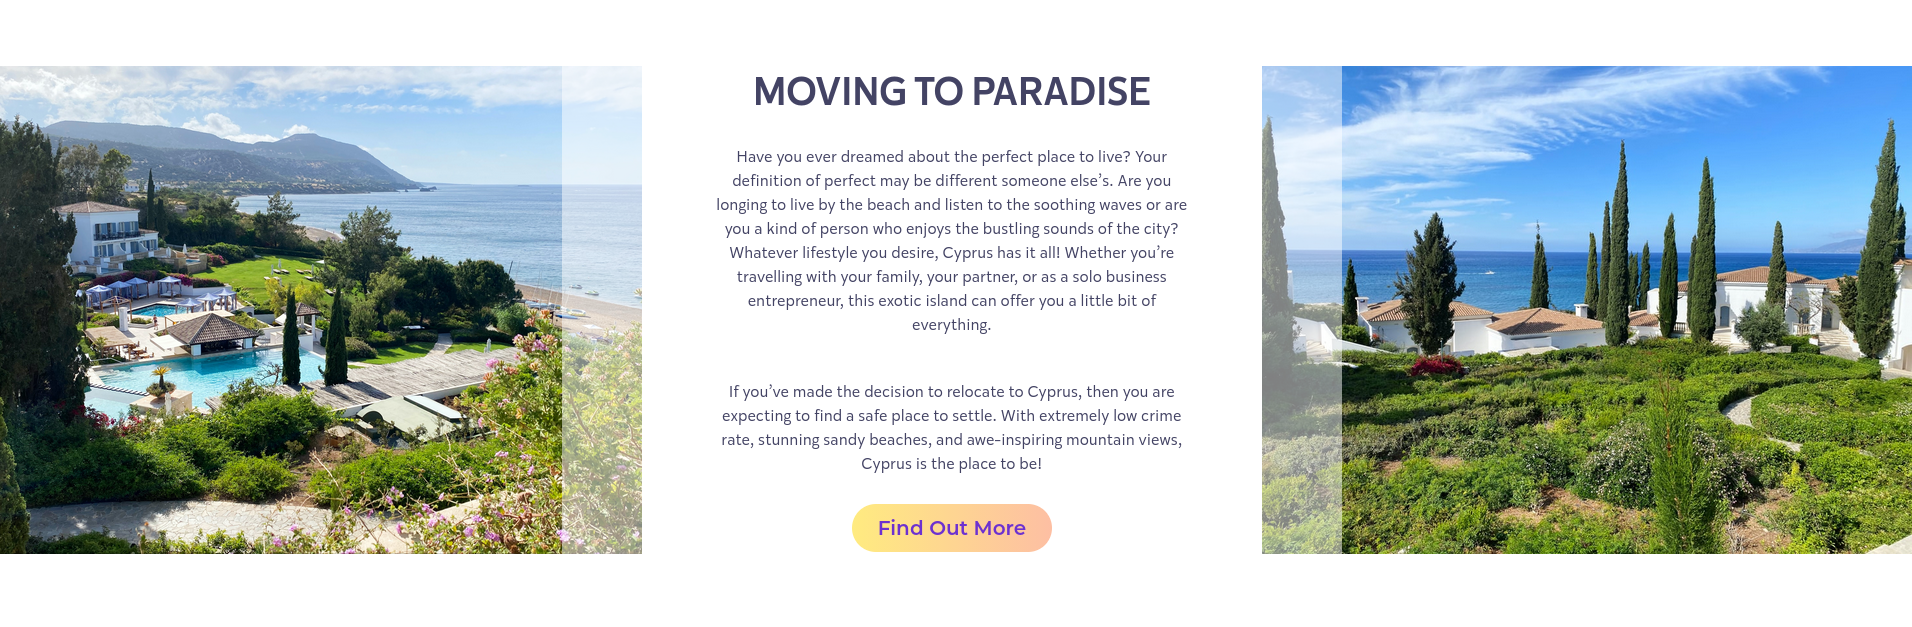 MOVING TO PARADISE
Have you ever dreamed about the perfect place to live? Your
definition of perfect may be different someone else’s. Are you
longing to live by the beach and listen to the soothing waves or are
you a kind of person who enjoys the bustling sounds of the city?
Whatever lifestyle you desire, Cyprus has it all! Whether you’re
travelling with your family, your partner, or as a solo business
entrepreneur, this exotic island can offer you a little bit of
everything.
If you’ve made the decision to relocate to Cyprus, then you are
expecting to find a safe place to settle. With extremely low crime
rate, stunning sandy beaches, and awe-inspiring mountain views,
Cyprus is the place to be!
Find Out More